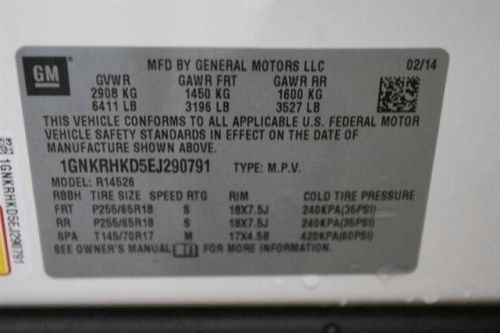 GM
MFD BY GENERAL MOTORS LLC 02/14
GVWR GAWR FRT GAWR RR
2908 KG 1450 KG 1600 KG
6411 LB 3196 LB 3527 LB
THIS VEHICLE CONFORMS TO ALL APPLICABLE U.S. FEDERAL MOTOR
VEHICLE SAFETY STANDARDS IN EFFECT ON THE DATE OF
MANUFACTURE SHOWN ABOVE.
1GNKRHKD5EJ290791 TYPE: M.P.V.
MODEL: R14526
RBBH TIRE SIZE SPEED RTG RIM COLD TIRE PRESSURE
FRT P255/65R18 S 18X7.5J 240KPA(35PSI)
RR P255/65R18 S 18X7.5J 240KPA(35PSI)
SPA T145/70R17 M 17X4.5B 420KPA(60PSI)
SEE OWNER'S MANUAL FOR MORE INFORMATION
1GNKRHKD5EJ290791